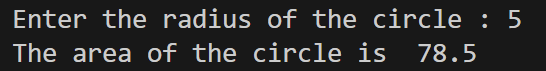 Enter the radius of the circle : 5
The area of the circle is  78.5